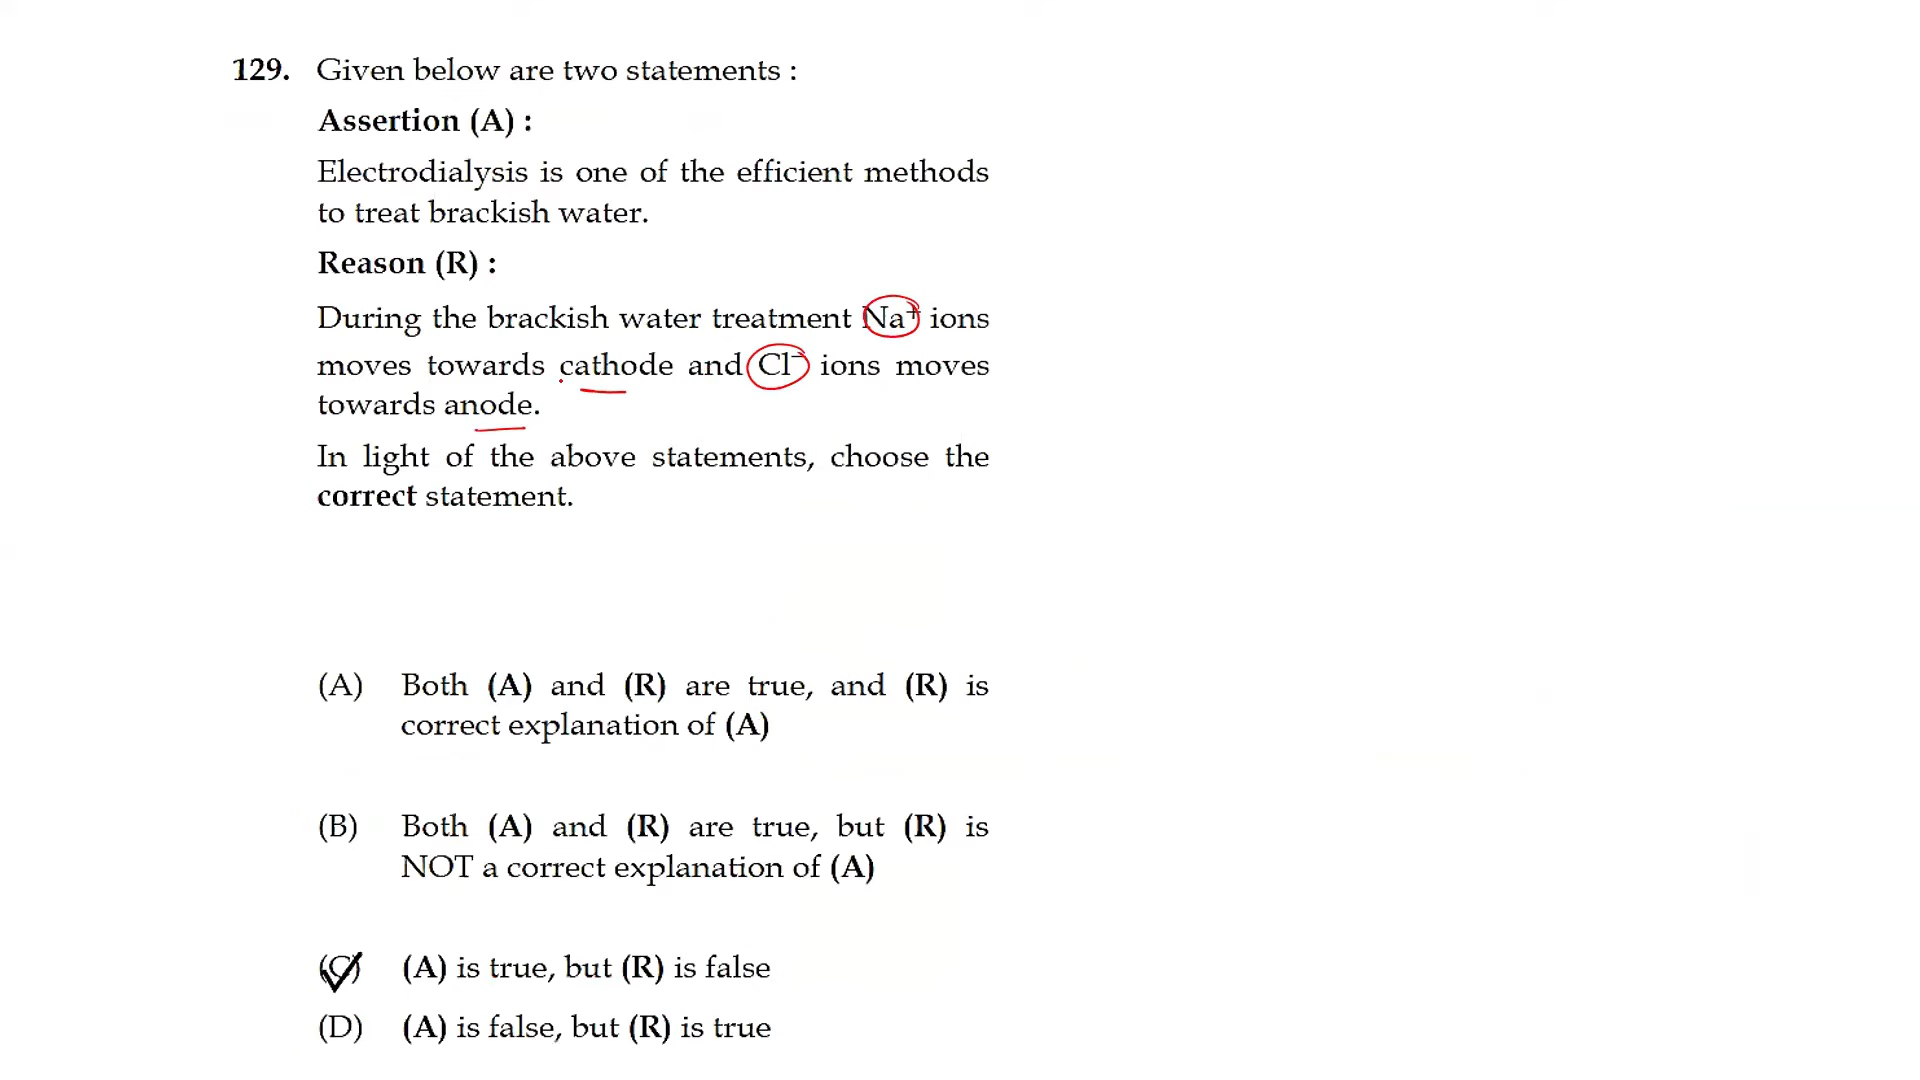 129. Given below are two statements :
Assertion (A) :
Electrodialysis is one of the efficient methods
to treat brackish water.
Reason (R) :
During the brackish water treatment Na⁺ ions
moves towards cathode and Cl⁻ ions moves
towards anode.
In light of the above statements, choose the
correct statement.
(A) Both (A) and (R) are true, and (R) is
correct explanation of (A)
(B) Both (A) and (R) are true, but (R) is
NOT a correct explanation of (A)
(C) (A) is true, but (R) is false
(D) (A) is false, but (R) is true